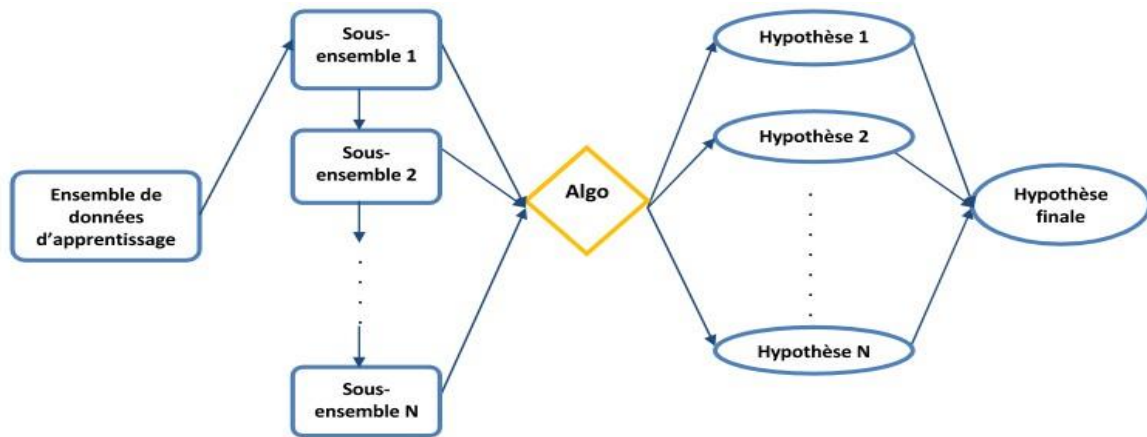 Ensemble de
données
d’apprentissage
Sous-
ensemble 1
Sous-
ensemble 2
Sous-
ensemble N
Algo
Hypothèse 1
Hypothèse 2
Hypothèse N
Hypothèse
finale